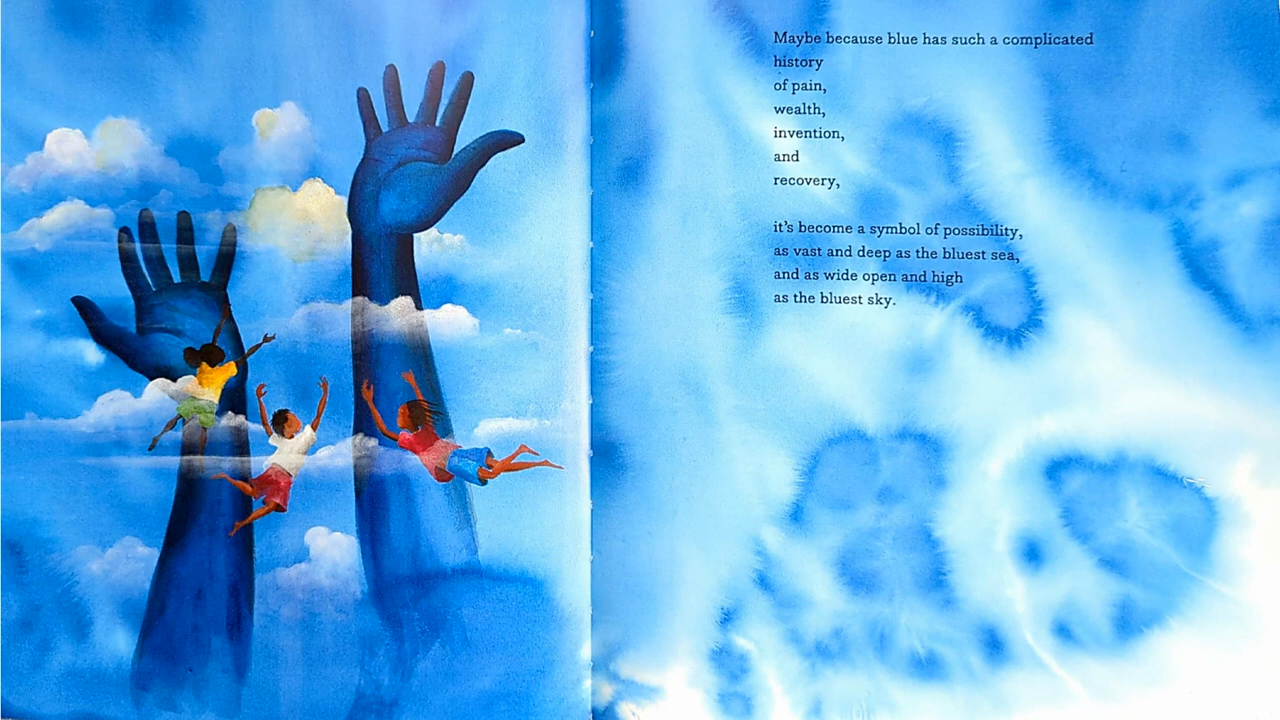 Maybe because blue has such a complicated
history
of pain,
wealth,
invention,
and
recovery,
it's become a symbol of possibility,
as vast and deep as the bluest sea,
and as wide open and high
as the bluest sky.